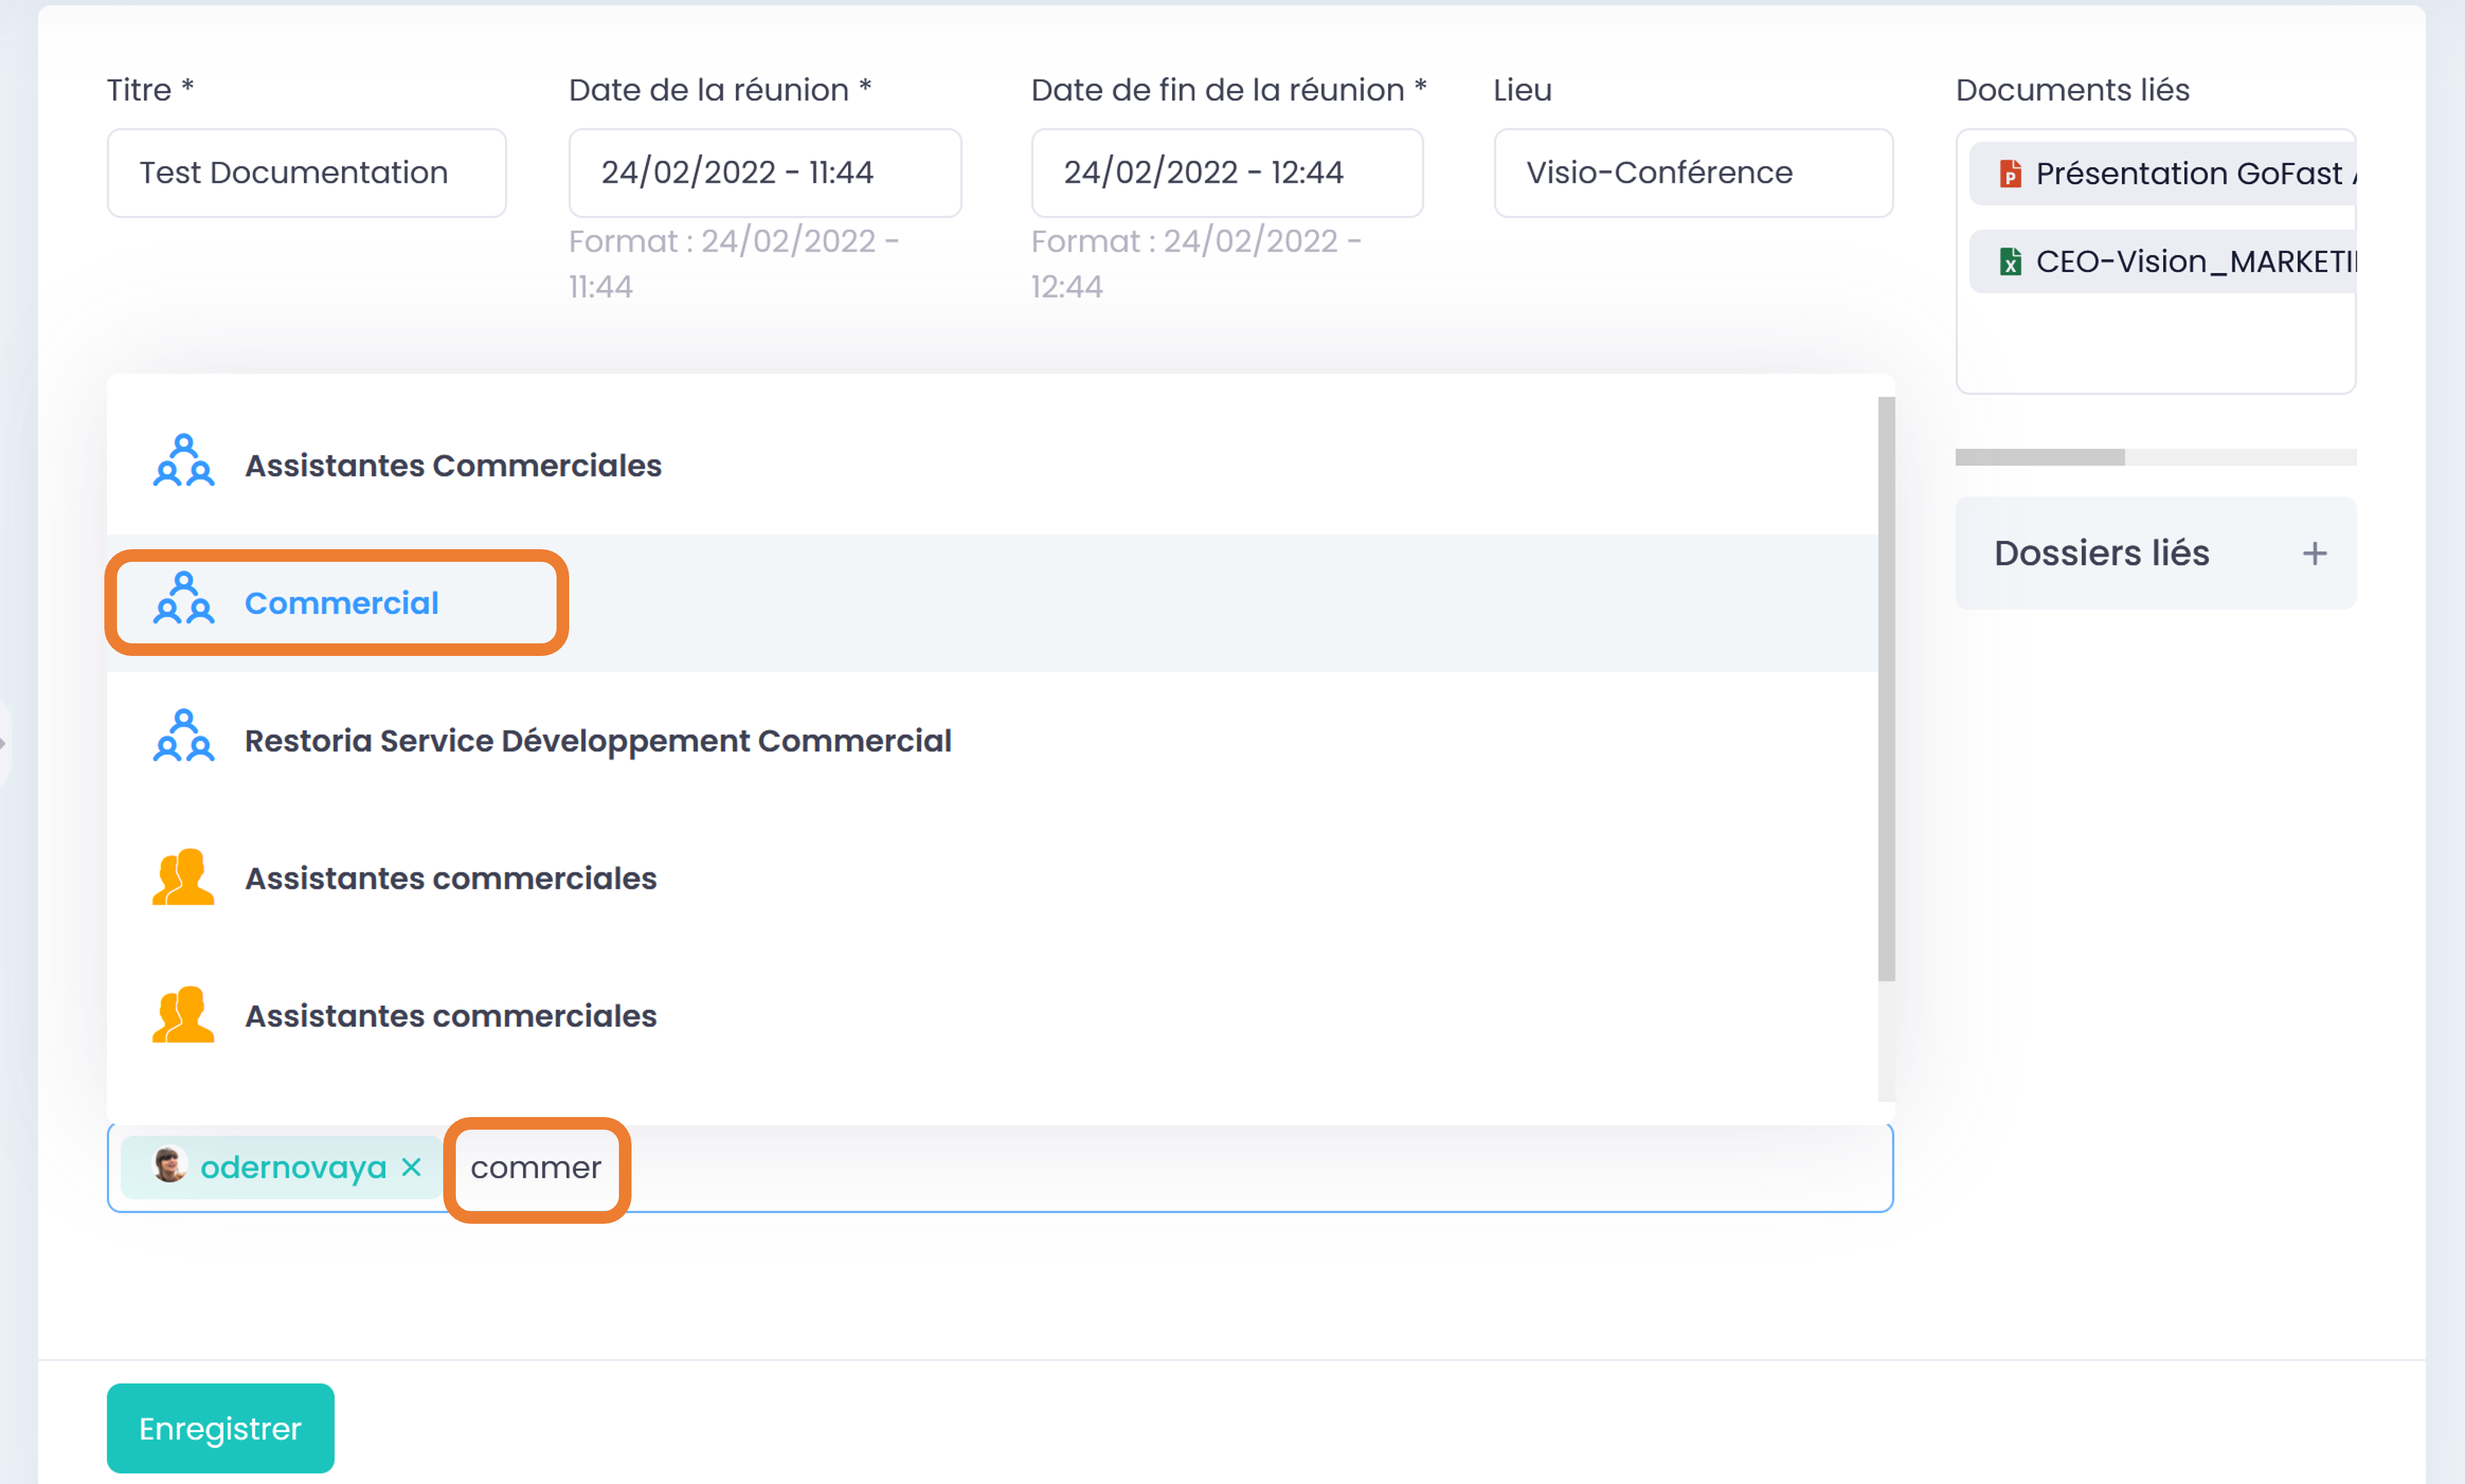 Titre *
Date de la réunion *
Date de fin de la réunion *
Lieu
Documents liés
Test Documentation
24/02/2022 - 11:44
24/02/2022 - 12:44
Visio-Conférence
Présentation GoFast
Format : 24/02/2022 -
11:44
Format : 24/02/2022 -
12:44
CEO-Vision_MARKETI
Assistantes Commerciales
Commercial
Dossiers liés +
Restoria Service Développement Commercial
Assistantes commerciales
Assistantes commerciales
odernovaya × commer
Enregistrer